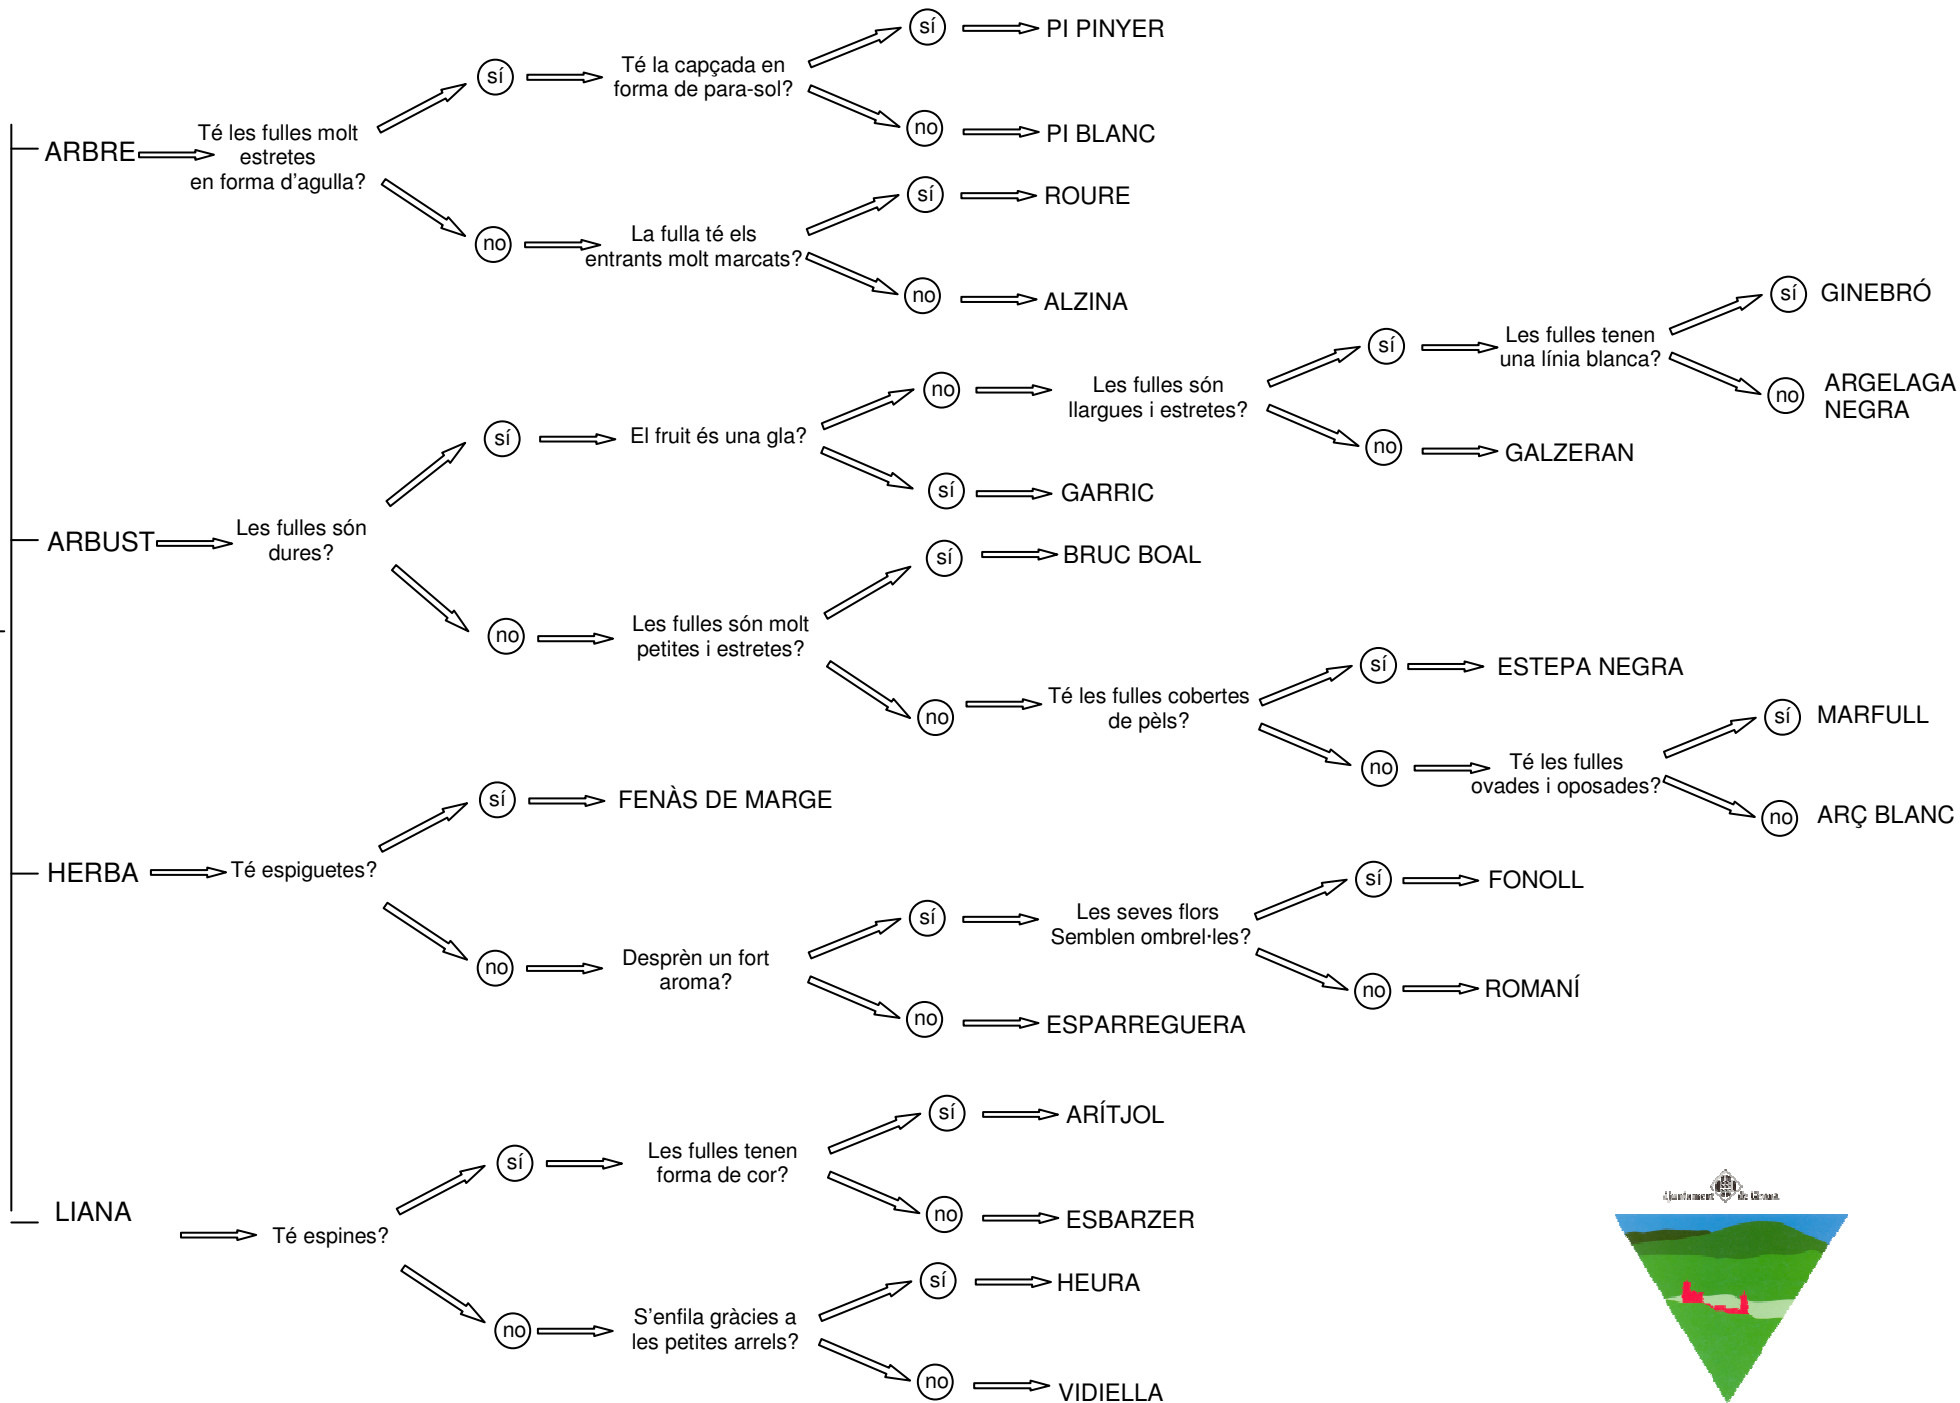 ARBRE
Té les fulles molt
estretes
en forma d'agulla?
sí
Té la capçada en
forma de para-sol?
sí
PI PINYER
no
PI BLANC
no
La fulla té els
entrants molt marcats?
sí
ROURE
no
ALZINA
ARBUST
Les fulles són
dures?
sí
El fruit és una gla?
no
Les fulles són
llargues i estretes?
sí
Les fulles tenen
una línia blanca?
sí
GINEBRÓ
no
ARGELAGA
NEGRA
no
GALZERAN
sí
GARRIC
no
Les fulles són molt
petites i estretes?
sí
BRUC BOAL
no
Té les fulles cobertes
de pèls?
sí
ESTEPA NEGRA
no
Té les fulles
ovades i oposades?
sí
MARFULL
no
ARÇ BLANC
HERBA
Té espiguetes?
sí
FENÀS DE MARGE
no
Desprèn un fort
aroma?
sí
Les seves flors
Semblen ombrel·les?
sí
FONOLL
no
ROMANÍ
no
ESPARREGUERA
LIANA
Té espines?
sí
Les fulles tenen
forma de cor?
sí
ARÍTJOL
no
ESBARZER
no
S'enfila gràcies a
les petites arrels?
sí
HEURA
no
VIDIELLA
Ajuntament de Girona